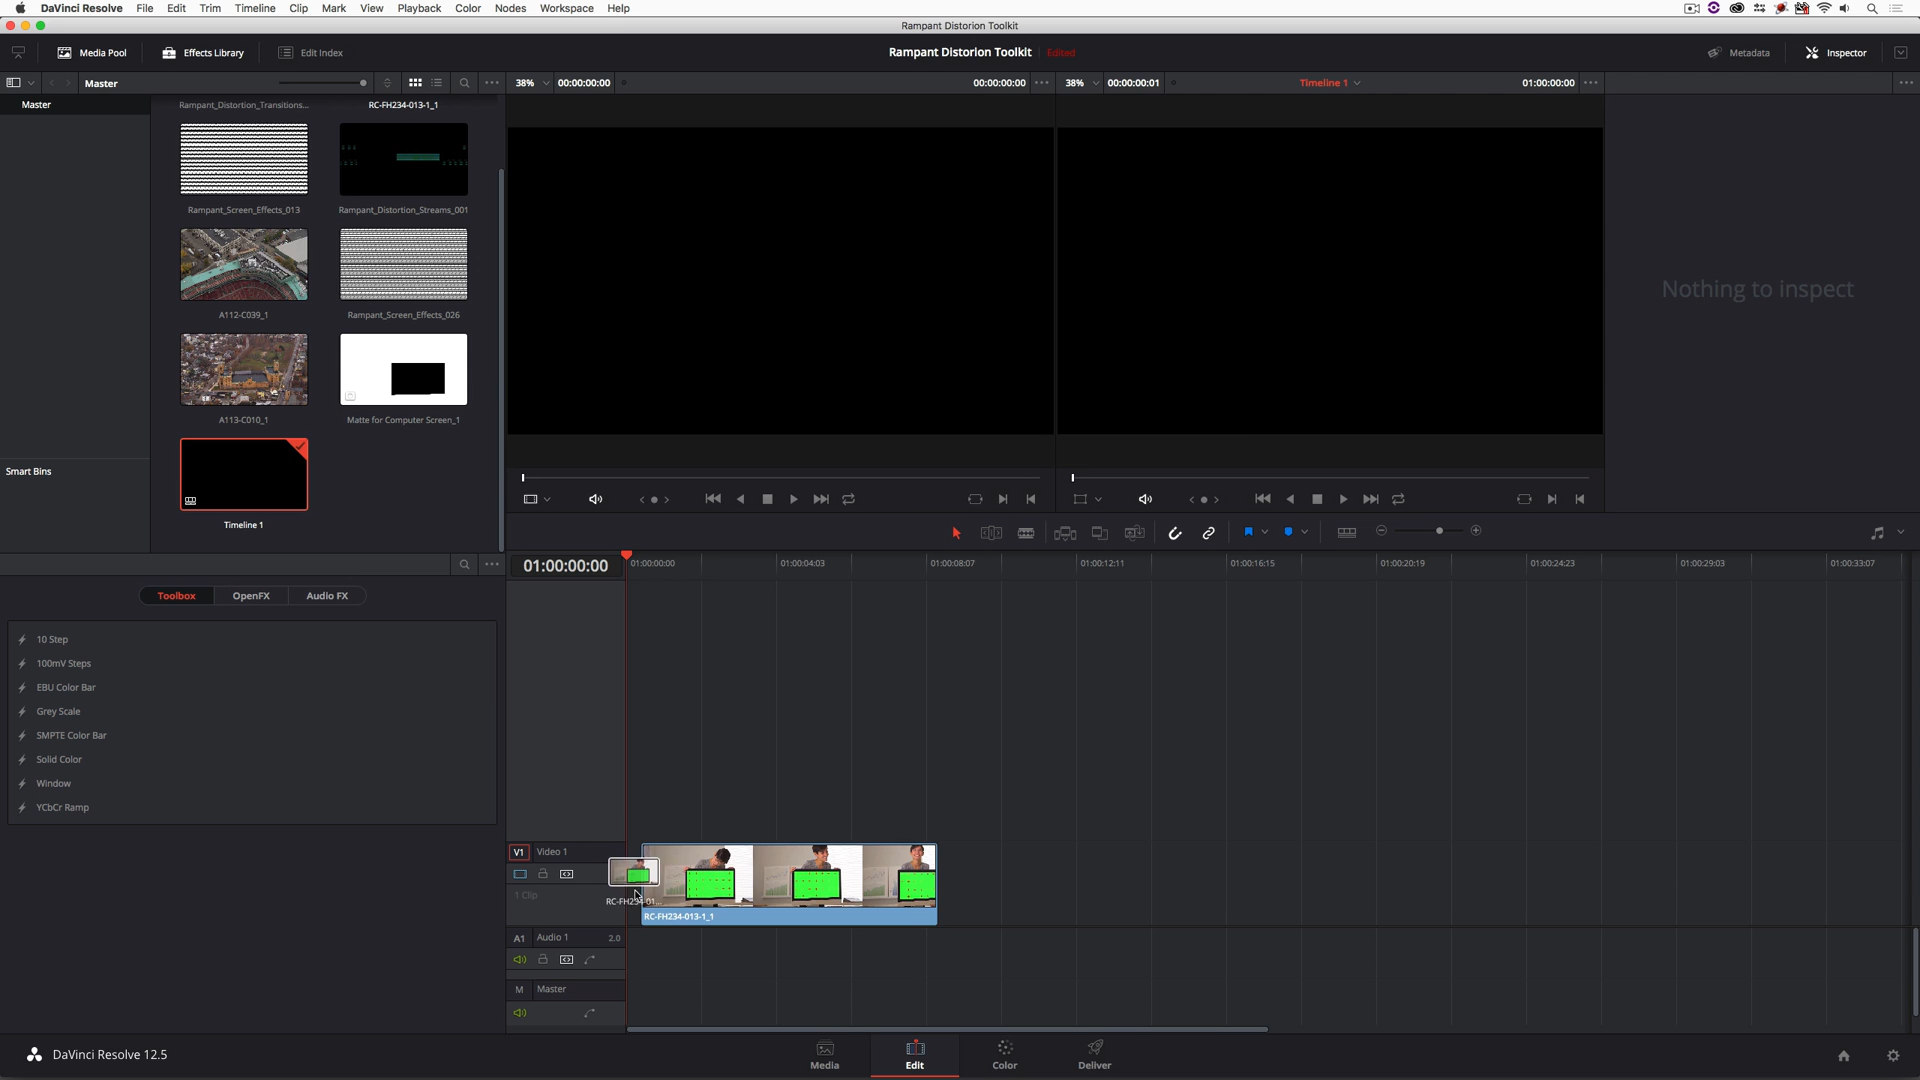 DaVinci Resolve File Edit Trim Timeline Clip Mark View Playback Color Nodes Workspace Help
Rampant Distorion Toolkit
Media Pool Effects Library Edit Index Rampant Distorion Toolkit Edited Metadata Inspector
Master 38% 00:00:00:00 00:00:00:00 38% 00:00:00:01 Timeline 1 01:00:00:00
Master
Rampant_Distortion_Transitions... RC-FH234-013-1_1
Rampant_Screen_Effects_013 Rampant_Distortion_Streams_001
A112-C039_1 Rampant_Screen_Effects_026
A113-C010_1 Matte for Computer Screen_1
Smart Bins
Timeline 1
Nothing to inspect
01:00:00:00 01:00:00:00 01:00:04:03 01:00:08:07 01:00:12:11 01:00:16:15 01:00:20:19 01:00:24:23 01:00:29:03 01:00:33:07
Toolbox OpenFX Audio FX
10 Step
100mV Steps
EBU Color Bar
Grey Scale
SMPTE Color Bar
Solid Color
Window
YCbCr Ramp
V1 Video 1
1 Clip
RC-FH234-01...
RC-FH234-013-1_1
A1 Audio 1 2.0
M Master
DaVinci Resolve 12.5
Media Edit Color Deliver